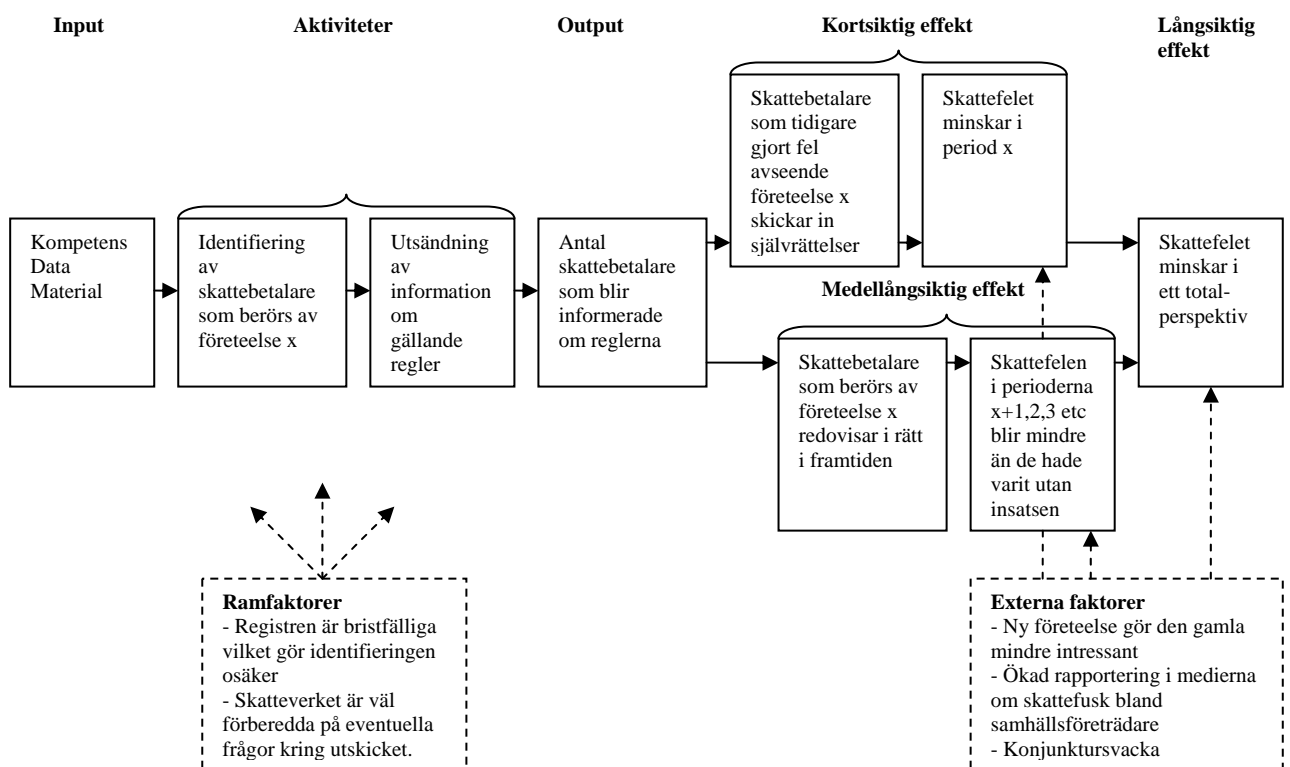 Input
Aktiviteter
Output
Kortsiktig effekt
Långsiktig
effekt
Kompetens
Data
Material
Identifiering
av
skattebetalare
som berörs av
företeelse x
Utsändning
av
information
om
gällande
regler
Antal
skattebetalare
som blir
informerade
om reglerna
Skattebetalare
som tidigare
gjort fel
avseende
företeelse x
skickar in
självrättelser
Skattefelet
minskar i
period x
Medellångsiktig effekt
Skattebetalare
som berörs av
företeelse x
redovisar i rätt
i framtiden
Skattefelen
i perioderna
x+1,2,3 etc
blir mindre
än de hade
varit utan
insatsen
Skattefelet
minskar i
ett total-
perspektiv
Ramfaktorer
- Registren är bristfälliga
vilket gör identifieringen
osäker
- Skatteverket är väl
förberedda på eventuella
frågor kring utskicket.
Externa faktorer
- Ny företeelse gör den gamla
mindre intressant
- Ökad rapportering i medierna
om skattefusk bland
samhällsföreträdare
- Konjunktursvacka